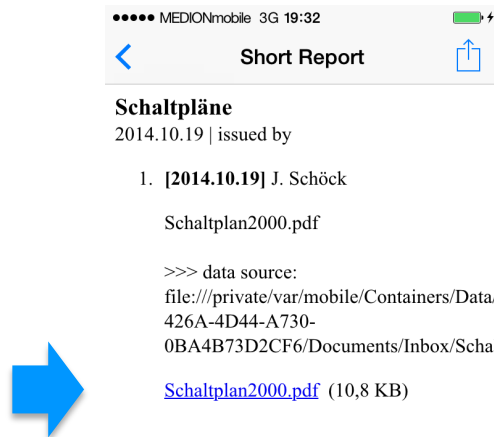 MEDIONmobile 3G 19:32
Short Report
Schaltpläne
2014.10.19 | issued by
1. [2014.10.19] J. Schöck
Schaltplan2000.pdf
>>> data source:
file:///private/var/mobile/Containers/Data/
426A-4D44-A730-
0BA4B73D2CF6/Documents/Inbox/Scha
Schaltplan2000.pdf (10,8 KB)